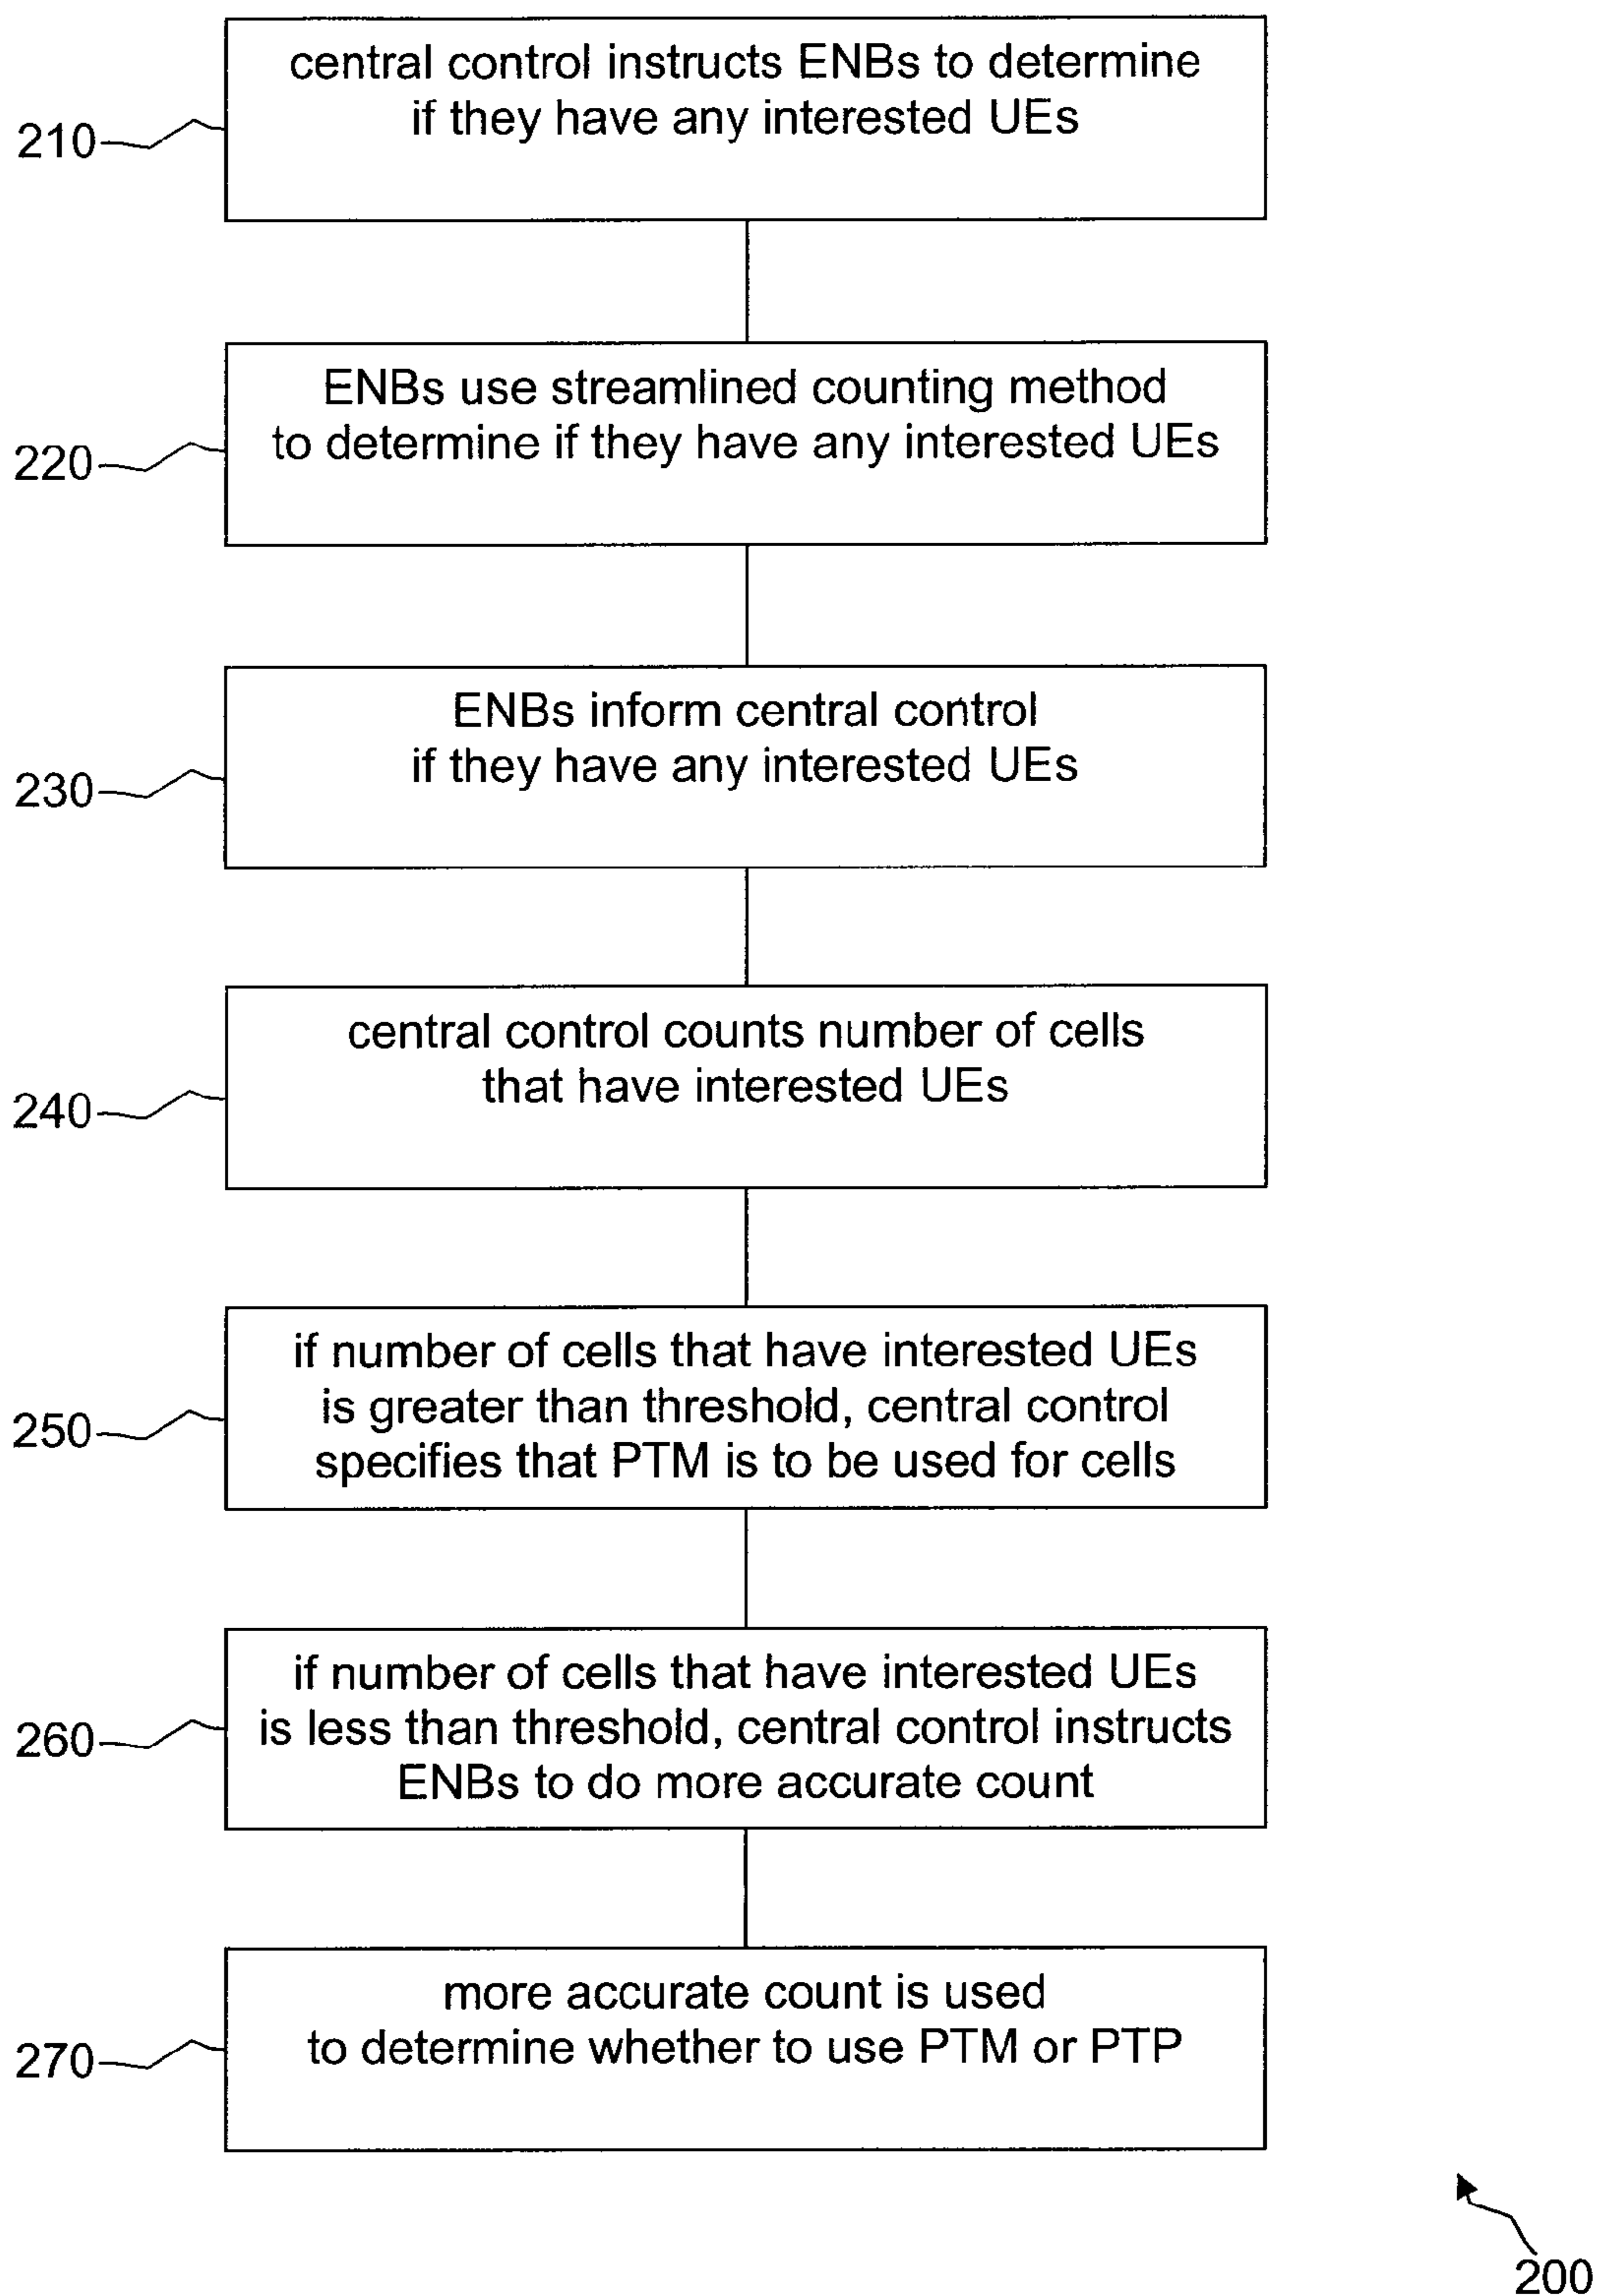 central control instructs ENBs to determine
if they have any interested UEs
210
ENBs use streamlined counting method
to determine if they have any interested UEs
220
ENBs inform central control
if they have any interested UEs
230
central control counts number of cells
that have interested UEs
240
if number of cells that have interested UEs
is greater than threshold, central control
specifies that PTM is to be used for cells
250
if number of cells that have interested UEs
is less than threshold, central control instructs
ENBs to do more accurate count
260
more accurate count is used
to determine whether to use PTM or PTP
270
200